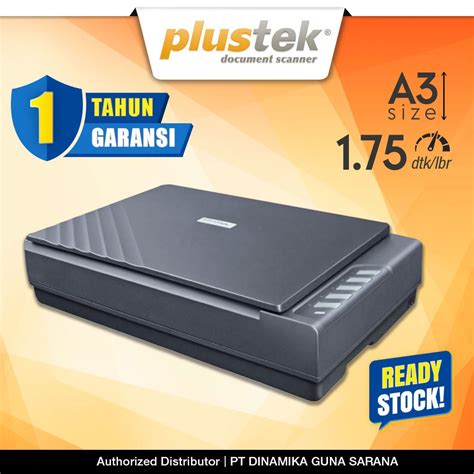 plustek®
document scanner
1 TAHUN
GARANSI
A3
size
1.75 dtk/lbr
plustek
READY
STOCK!
Authorized Distributor | PT DINAMIKA GUNA SARANA